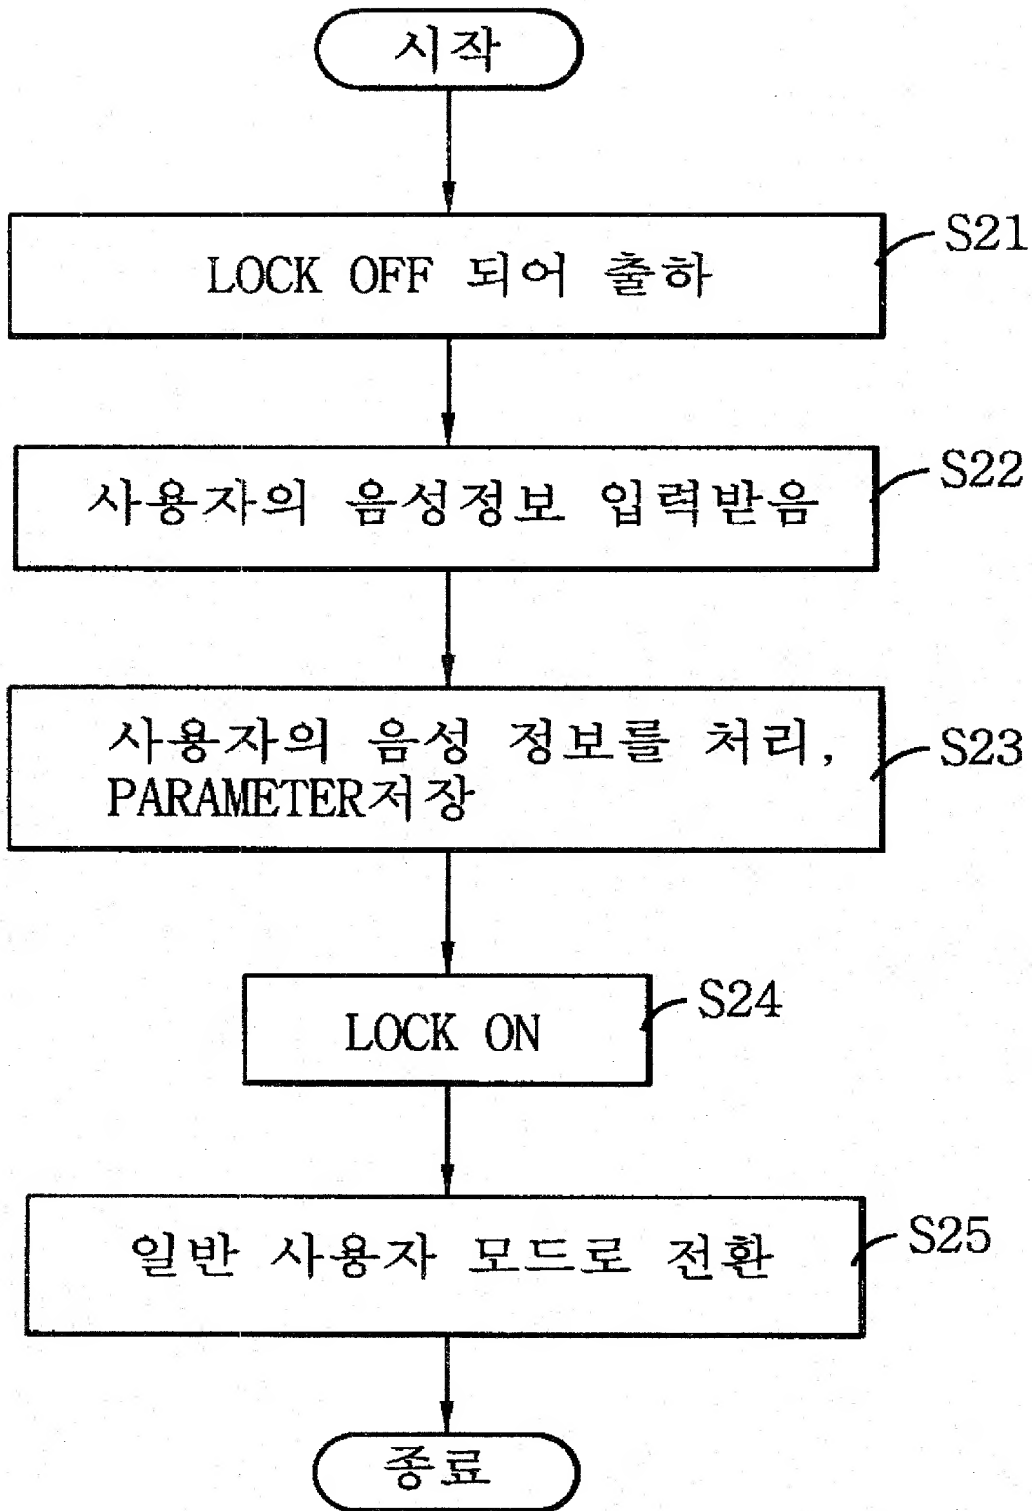 시작
LOCK OFF 되어 출하
S21
사용자의 음성정보 입력받음
S22
사용자의 음성 정보를 처리,
PARAMETER저장
S23
LOCK ON
S24
일반 사용자 모드로 전환
S25
종료